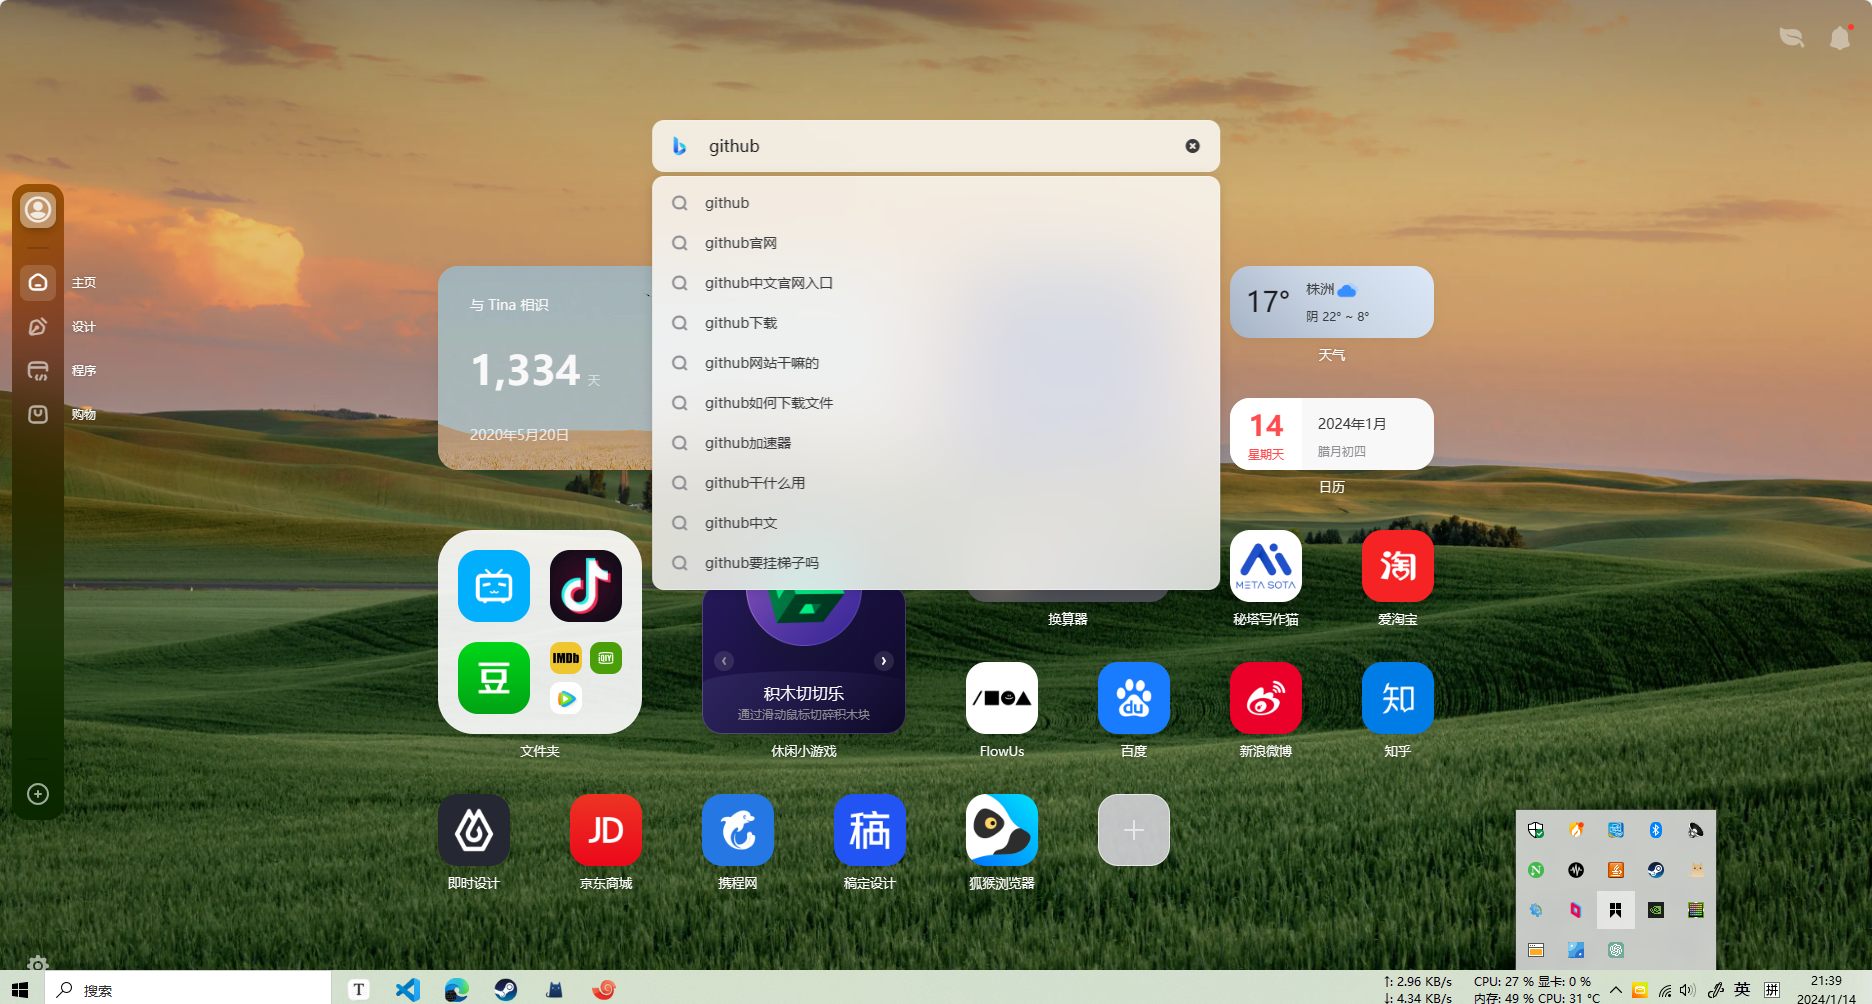 github
github
github官网
github中文官网入口
github下载
github网站干嘛的
github如何下载文件
github加速器
github干什么用
github中文
github要挂梯子吗
主页
设计
程序
购物
与 Tina 相识
1,334 天
2020年5月20日
17°
株洲
阴 22° ~ 8°
天气
14
星期天
2024年1月
腊月初四
日历
豆
IMDb
QIY
文件夹
积木切切乐
通过滑动鼠标切碎积木块
休闲小游戏
换算器
META SOTA
秘塔写作猫
淘
爱淘宝
FlowUs
du
百度
新浪微博
知
知乎
即时设计
JD
京东商城
携程网
稿
稿定设计
狐猴浏览器
搜索
T
↑: 2.96 KB/s
↓: 4.34 KB/s
CPU: 27 % 显卡: 0 %
内存: 49 % CPU: 31 °C
英
拼
21:39
2024/1/14